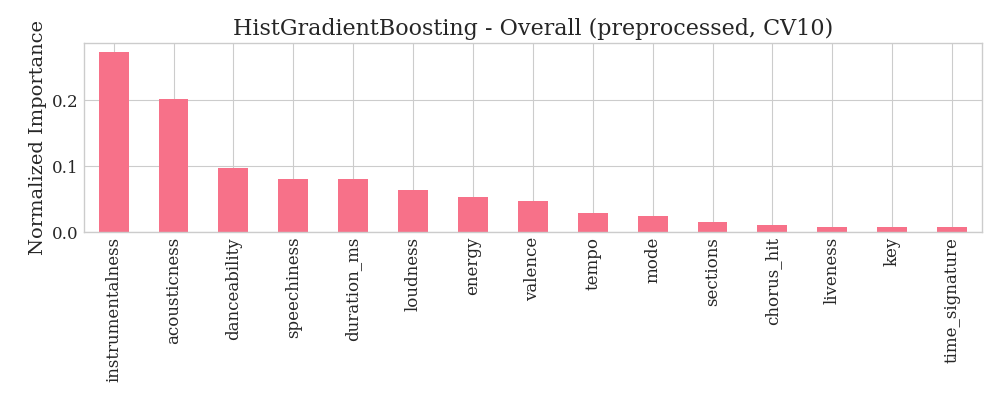 HistGradientBoosting - Overall (preprocessed, CV10)
Normalized Importance
0.2
0.1
0.0
instrumentalness
acousticness
danceability
speechiness
duration_ms
loudness
energy
valence
tempo
mode
sections
chorus_hit
liveness
key
time_signature